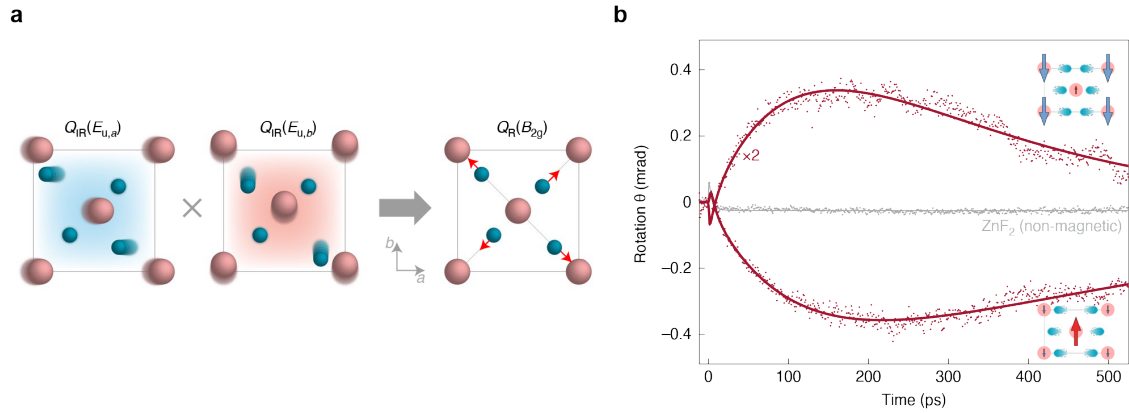 a
Q_IR(E_u,a)
Q_IR(E_u,b)
Q_R(B_2g)
×
b
a
b
Rotation θ (mrad)
0.4
0.2
0
−0.2
−0.4
×2
ZnF₂ (non-magnetic)
0
100
200
300
400
500
Time (ps)